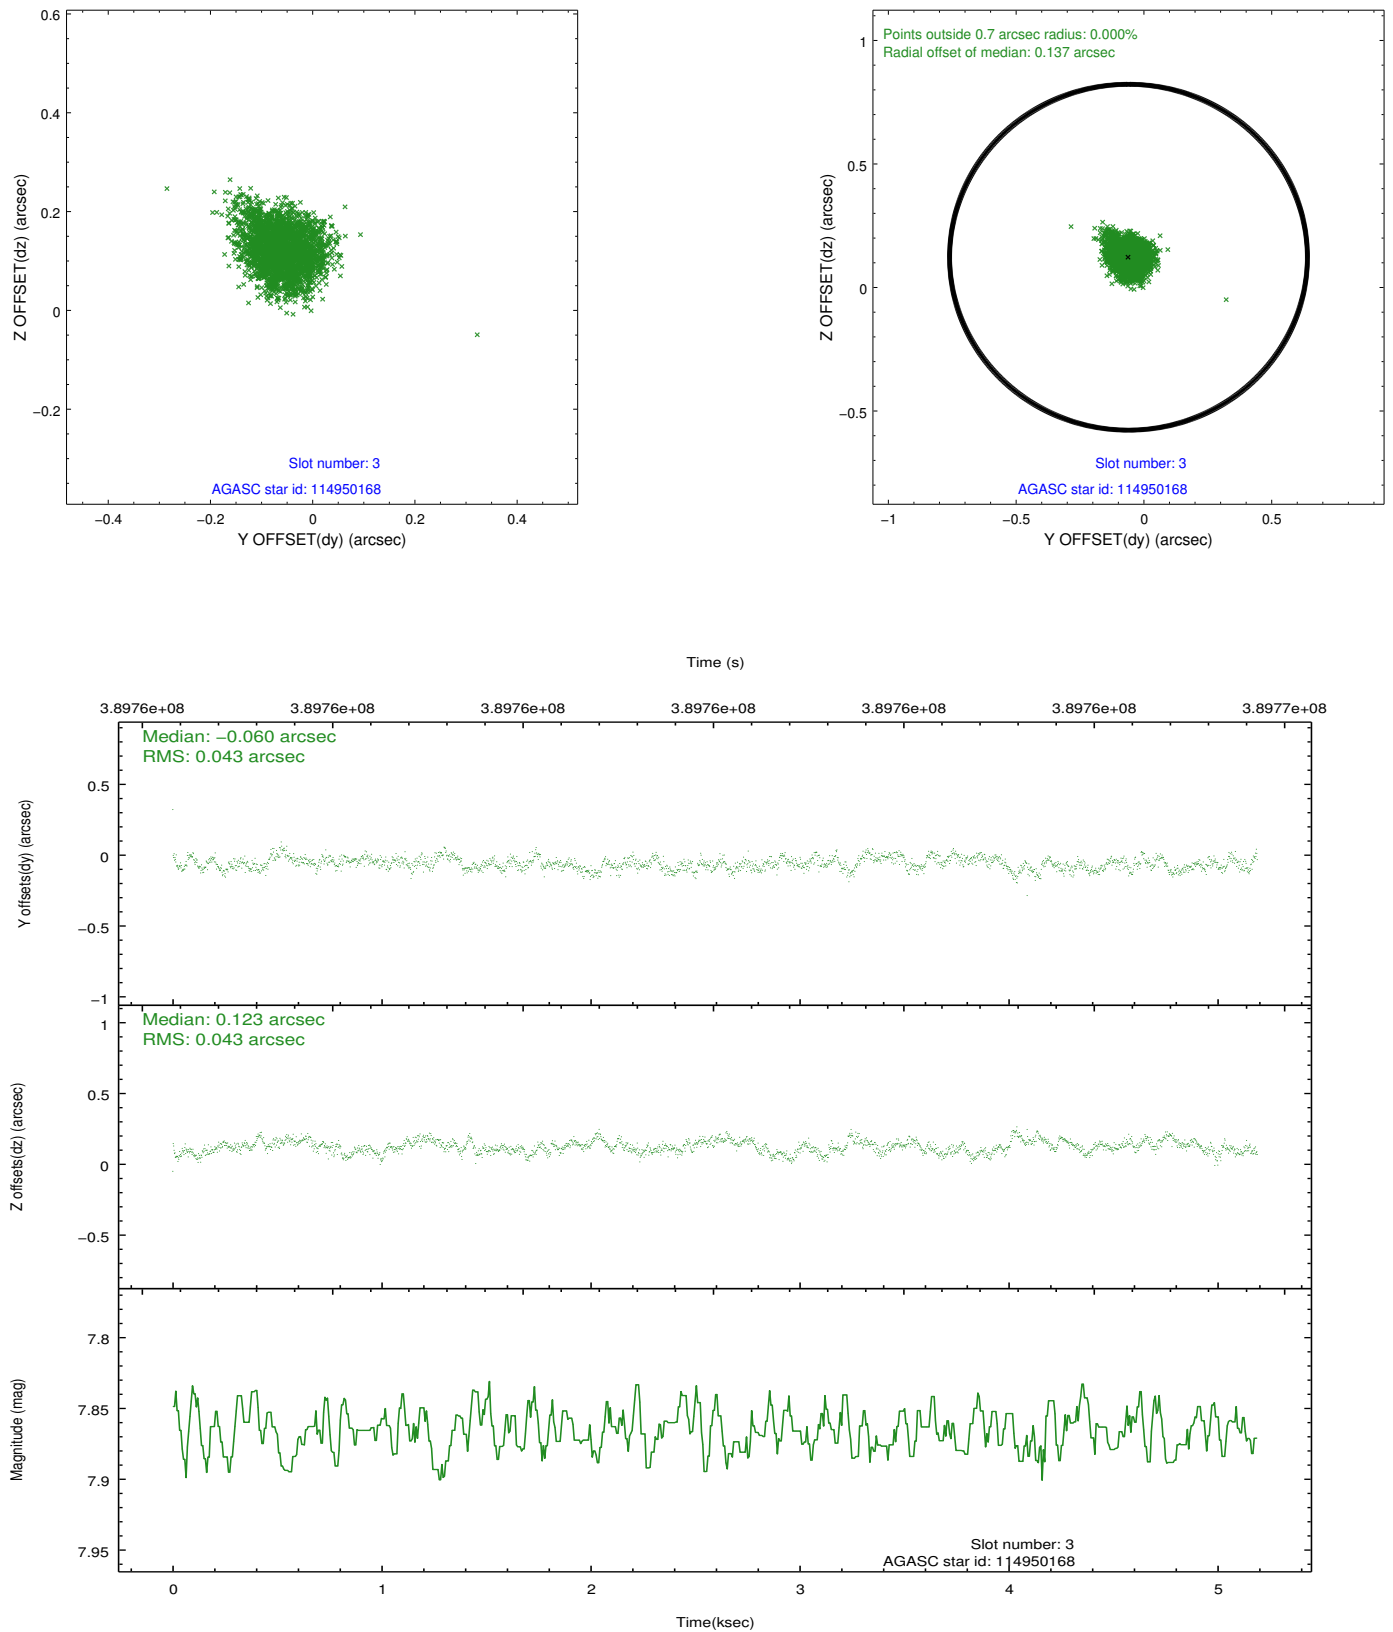 0.6
0.4
0.2
0
−0.2
Z OFFSET(dz) (arcsec)
Slot number: 3
AGASC star id: 114950168
−0.4 −0.2 0 0.2 0.4
Y OFFSET(dy) (arcsec)
Points outside 0.7 arcsec radius: 0.000%
Radial offset of median: 0.137 arcsec
1
0.5
0
−0.5
Z OFFSET(dz) (arcsec)
Slot number: 3
AGASC star id: 114950168
−1 −0.5 0 0.5
Y OFFSET(dy) (arcsec)
Time (s)
3.8976e+08 3.8976e+08 3.8976e+08 3.8976e+08 3.8976e+08 3.8976e+08 3.8977e+08
Median: −0.060 arcsec
RMS: 0.043 arcsec
0.5
0
−0.5
−1
Y offsets(dy) (arcsec)
Median: 0.123 arcsec
RMS: 0.043 arcsec
1
0.5
0
−0.5
Z offsets(dz) (arcsec)
7.8
7.85
7.9
7.95
Magnitude (mag)
Slot number: 3
AGASC star id: 114950168
0 1 2 3 4 5
Time(ksec)